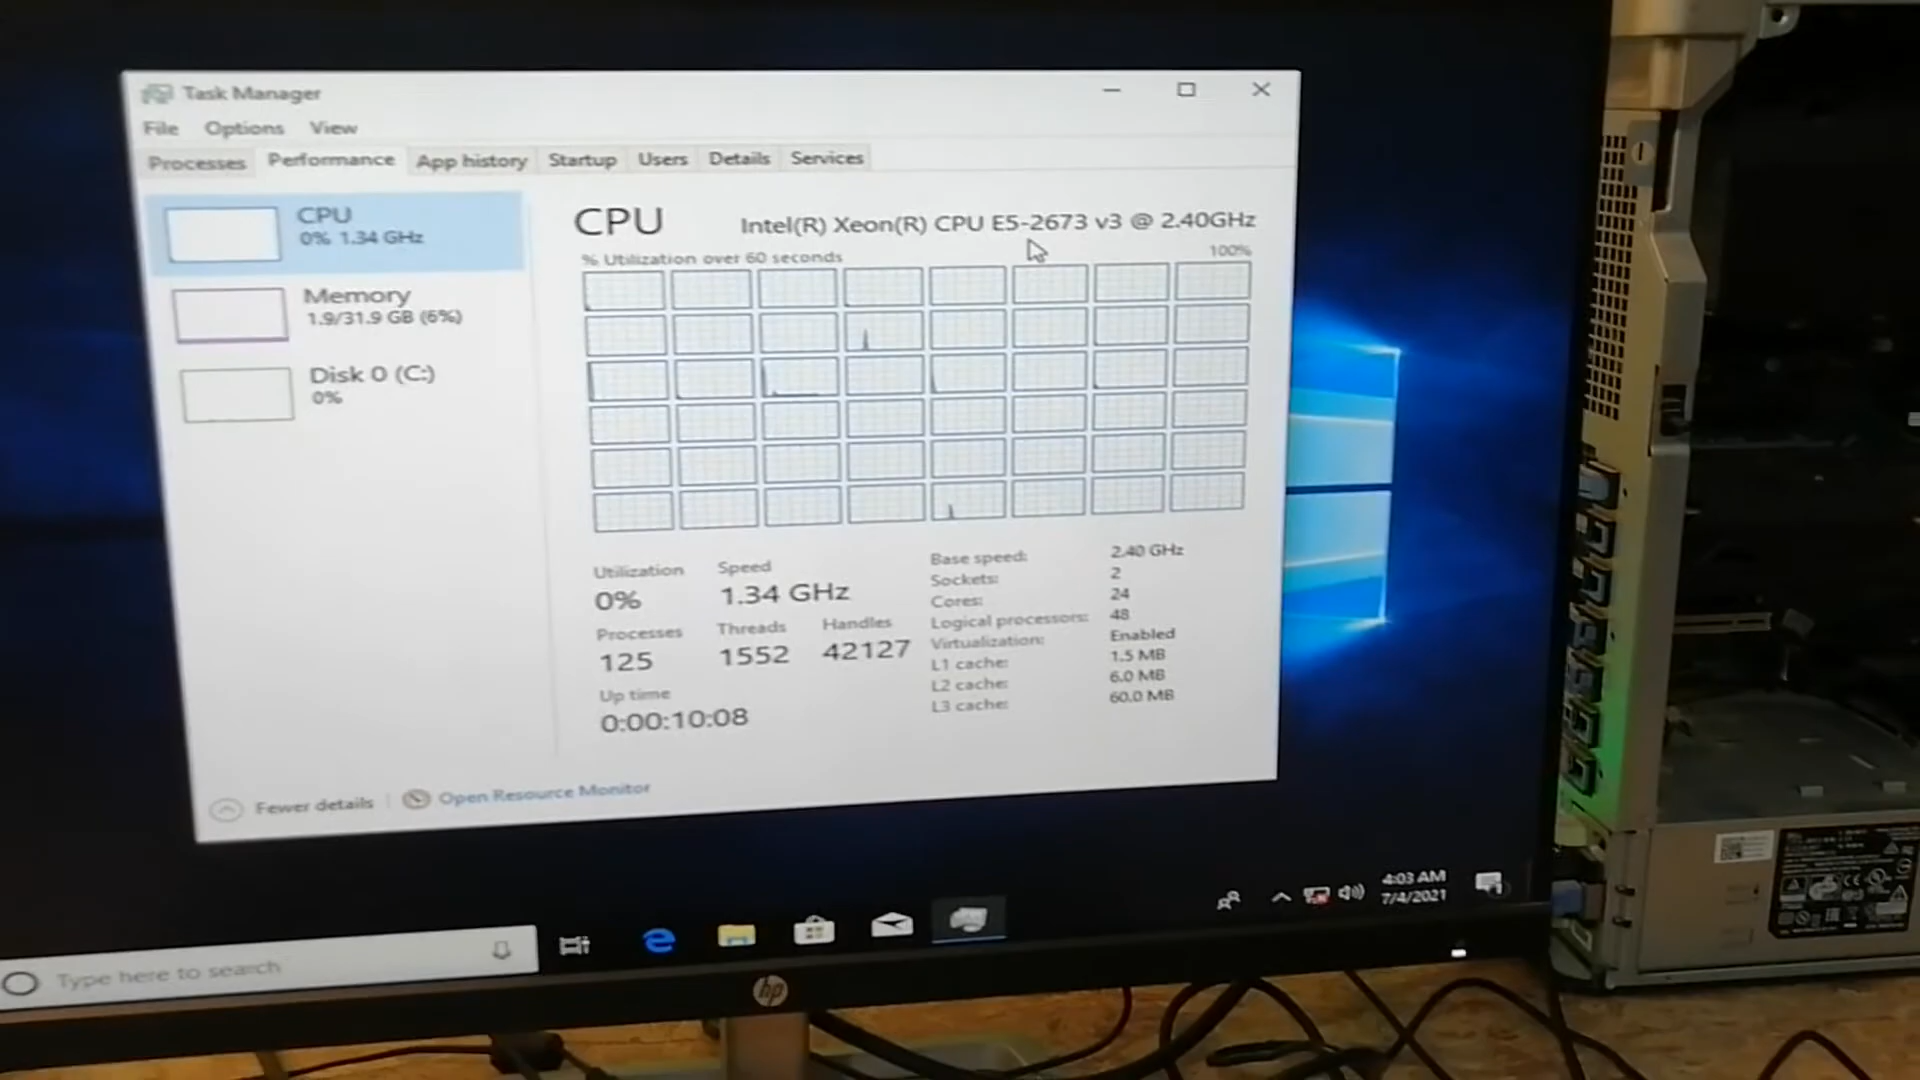 Task Manager
File Options View
Processes Performance App history Startup Users Details Services
CPU
0% 1.34 GHz
Memory
1.9/31.9 GB (6%)
Disk 0 (C:)
0%
CPU Intel(R) Xeon(R) CPU E5-2673 v3 @ 2.40GHz
% Utilization over 60 seconds 100%
Utilization Speed
0% 1.34 GHz
Processes Threads Handles
125 1552 42127
Up time
0:00:10:08
Base speed: 2.40 GHz
Sockets: 2
Cores: 24
Logical processors: 48
Virtualization: Enabled
L1 cache: 1.5 MB
L2 cache: 6.0 MB
L3 cache: 60.0 MB
Fewer details Open Resource Monitor
4:03 AM
7/4/2021
Type here to search
hp